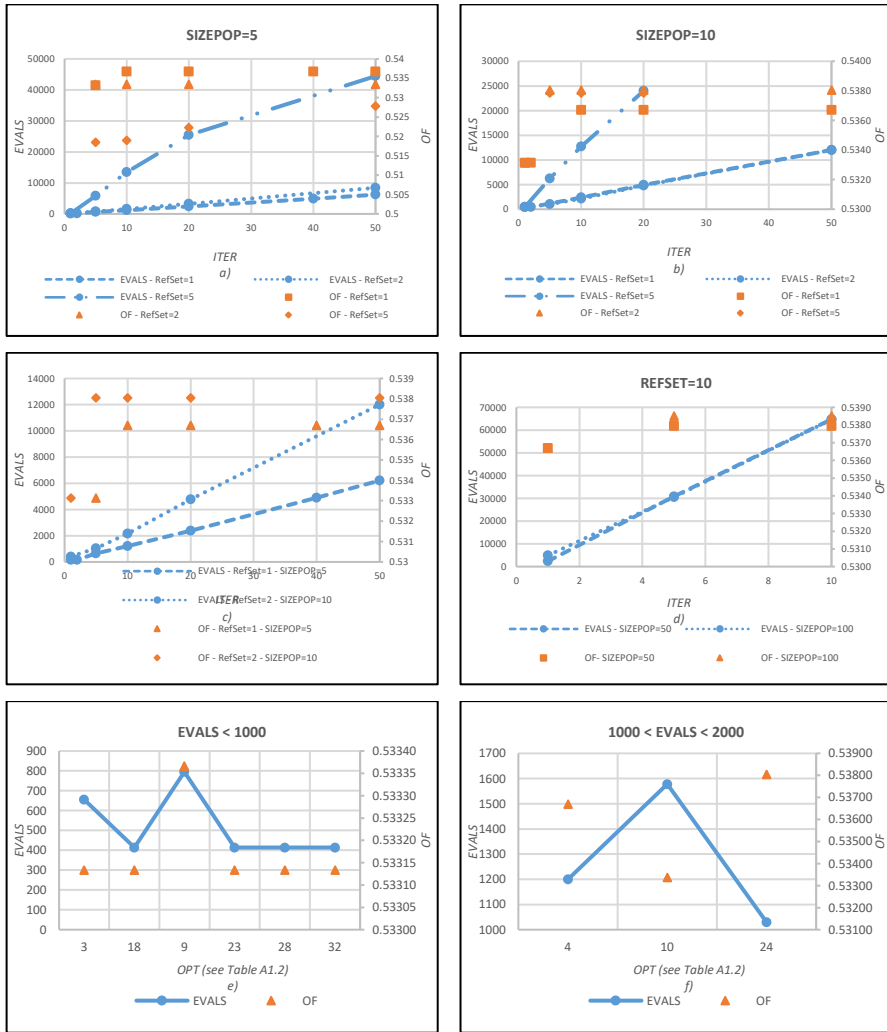 SIZEPOP=5
50000
40000
30000
20000
10000
0
0.54
0.535
0.53
0.525
0.52
0.515
0.51
0.505
0.5
0 10 20 30 40 50
EVALS
OF
ITER
a)
EVALS - RefSet=1
EVALS - RefSet=2
EVALS - RefSet=5
OF - RefSet=1
OF - RefSet=2
OF - RefSet=5
SIZEPOP=10
30000
25000
20000
15000
10000
5000
0
0.5400
0.5380
0.5360
0.5340
0.5320
0.5300
0 10 20 30 40 50
EVALS
OF
ITER
b)
EVALS - RefSet=1
EVALS - RefSet=2
EVALS - RefSet=5
OF - RefSet=1
OF - RefSet=2
OF - RefSet=5
14000
12000
10000
8000
6000
4000
2000
0
0.539
0.538
0.537
0.536
0.535
0.534
0.533
0.532
0.531
0.53
0 10 20 30 40 50
EVALS
OF
ITER
c)
EVALS - RefSet=1 - SIZEPOP=5
EVALS - RefSet=2 - SIZEPOP=10
OF - RefSet=1 - SIZEPOP=5
OF - RefSet=2 - SIZEPOP=10
REFSET=10
70000
60000
50000
40000
30000
20000
10000
0
0.5390
0.5380
0.5370
0.5360
0.5350
0.5340
0.5330
0.5320
0.5310
0.5300
0 2 4 6 8 10
EVALS
OF
ITER
d)
EVALS - SIZEPOP=50
EVALS - SIZEPOP=100
OF- SIZEPOP=50
OF - SIZEPOP=100
EVALS < 1000
900
800
700
600
500
400
300
200
100
0
0.53340
0.53335
0.53330
0.53325
0.53320
0.53315
0.53310
0.53305
0.53300
3 18 9 23 28 32
EVALS
OF
OPT (see Table A1.2)
e)
EVALS
OF
1000 < EVALS < 2000
1700
1600
1500
1400
1300
1200
1100
1000
0.53900
0.53800
0.53700
0.53600
0.53500
0.53400
0.53300
0.53200
0.53100
4 10 24
EVALS
OF
OPT (see Table A1.2)
f)
EVALS
OF